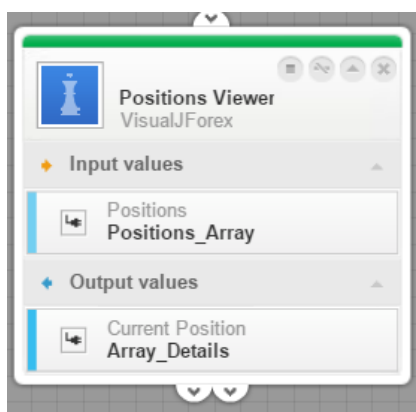 Positions Viewer
VisualJForex
Input values
Positions
Positions_Array
Output values
Current Position
Array_Details